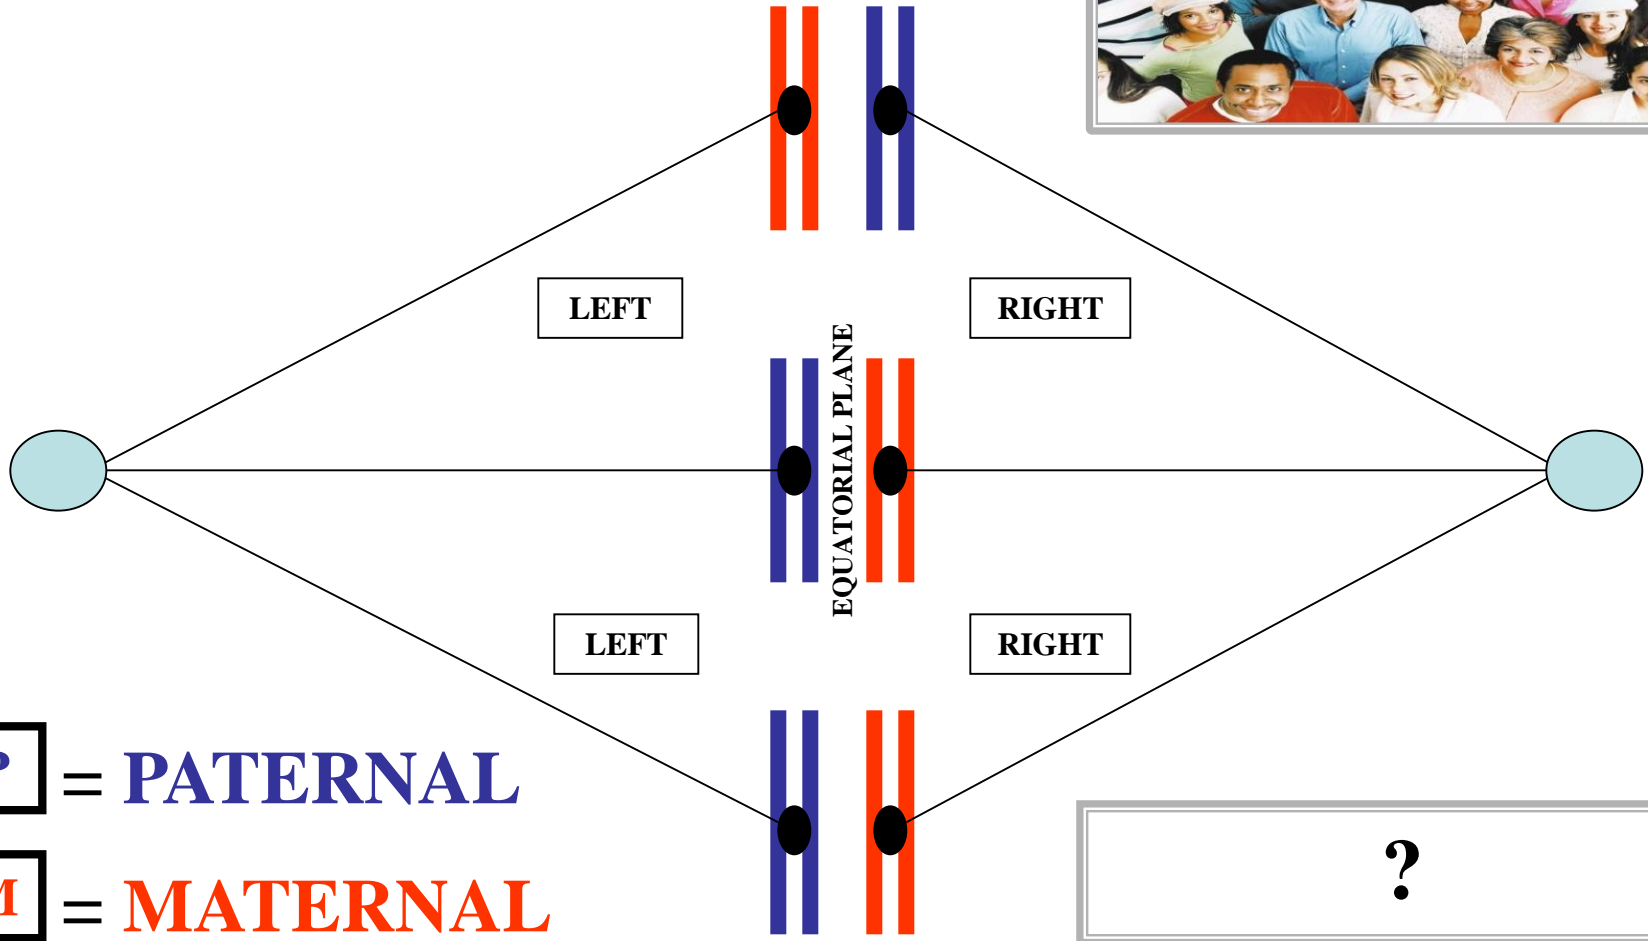 LEFT
RIGHT
EQUATORIAL PLANE
LEFT
RIGHT
P = PATERNAL
M = MATERNAL
?